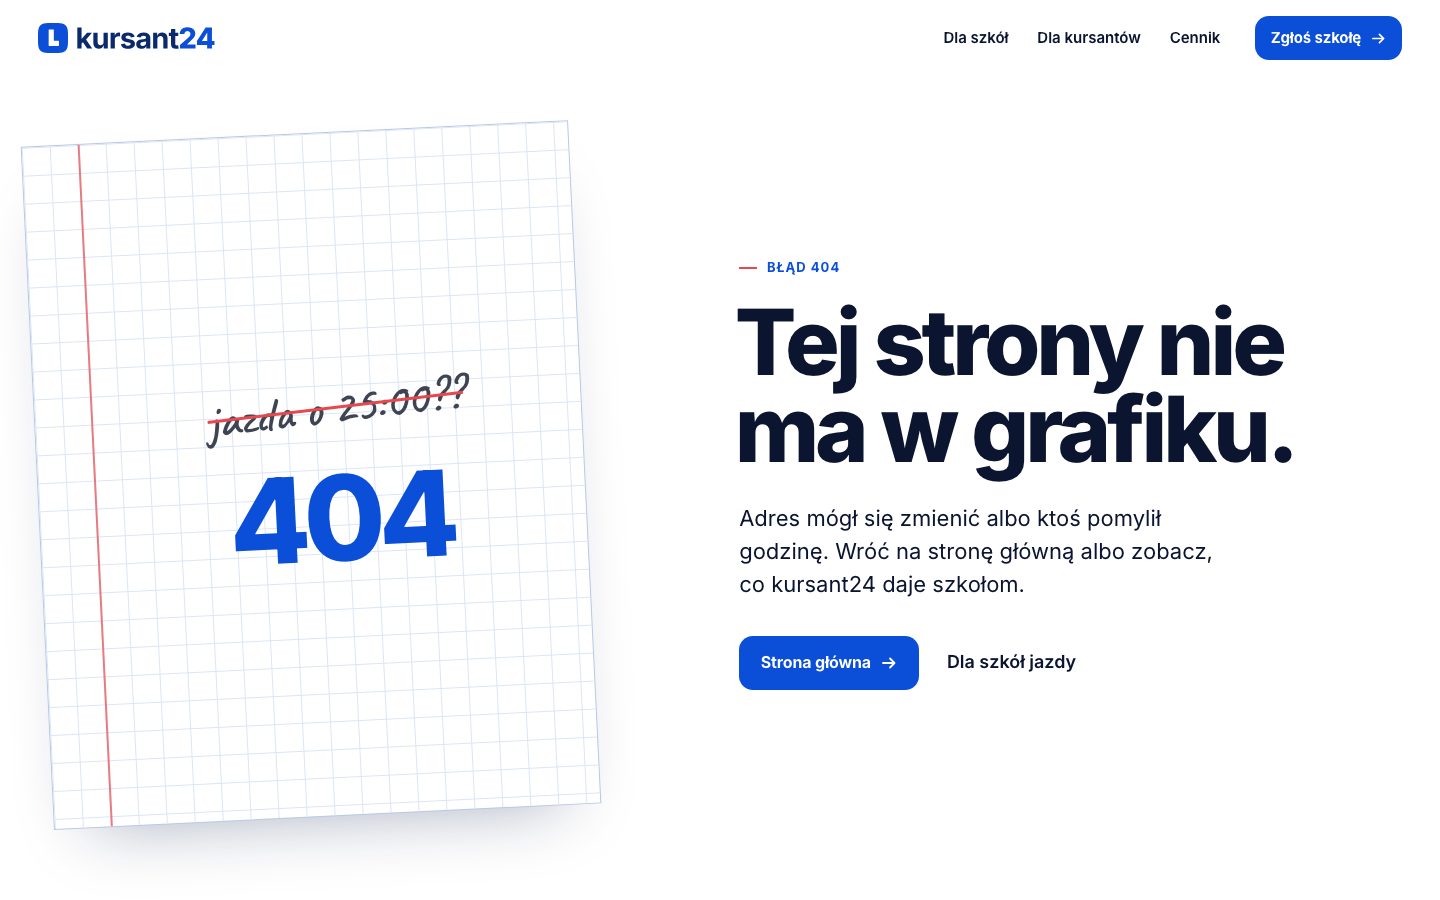 L kursant24
Dla szkół
Dla kursantów
Cennik
Zgłoś szkołę →
jazda o 25:00??
404
BŁĄD 404
Tej strony nie
ma w grafiku.
Adres mógł się zmienić albo ktoś pomylił
godzinę. Wróć na stronę główną albo zobacz,
co kursant24 daje szkołom.
Strona główna →
Dla szkół jazdy